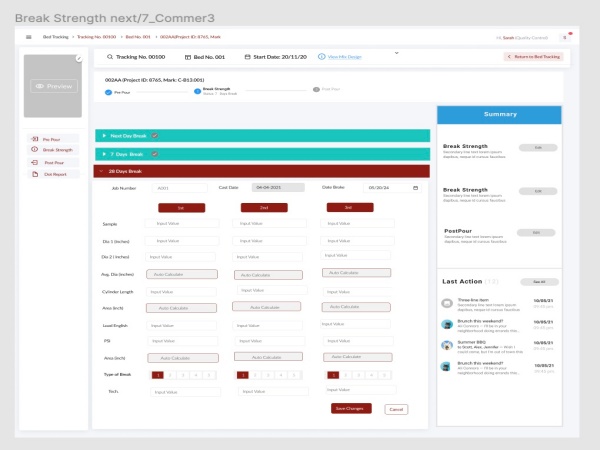 Break Strength next/7_Commer3
Bed Tracking > Tracking No. 00100 > Bed No. 001 > 002AA(Project ID: 8765, Mark
Hi, Sarah (Quality Control)
Tracking No. 00100
Bed No. 001
Start Date: 20/11/20
View Mix Design
Return to Bed Tracking
Preview
002AA (Project ID: 8765, Mark: C-B13:001)
Pre Pour
Break Strength
Post Pour
Pre Pour
Break Strength
Post Pour
Dot Report
Next Day Break
7 Days Break
28 Days Break
Job Number
A001
Cast Date
04-04-2021
Date Broke
05/20/24
1st
2nd
3rd
Sample
Input Value
Input Value
Input Value
Dia 1 (Inches)
Input Value
Input Value
Input Value
Dia 2 (Inches)
Input Value
Input Value
Input Value
Avg. Dia (Inches)
Auto Calculate
Auto Calculate
Auto Calculate
Cylinder Length
Input Value
Input Value
Input Value
Area (Inch)
Auto Calculate
Auto Calculate
Auto Calculate
Load English
Input Value
Input Value
Input Value
PSI
Input Value
Input Value
Input Value
Area (Inch)
Auto Calculate
Auto Calculate
Auto Calculate
Type of Break
1 2 3 4 5
1 2 3 4 5
1 2 3 4 5
Tech.
Input Value
Input Value
Input Value
Save Changes
Cancel
Summary
Break Strength
Secondary line text lorem ipsum
dapibus, neque id cursus faucibus
Edit
Break Strength
Secondary line text lorem ipsum
dapibus, neque id cursus faucibus
Edit
PostPour
Secondary line text lorem ipsum
dapibus, neque id cursus faucibus
Edit
Last Action (12)
See All
Three-line item
Secondary line text lorem ipsum
dapibus, neque id cursus faucibus
10/05/21
Brunch this weekend?
Ali Connors — I'll be in your
neighborhood doing errands this...
10/05/21
Summer BBQ
to Scott, Alex, Jennifer — Wish I
could come, but I'm out of town this
10/05/21
Brunch this weekend?
Ali Connors — I'll be in your
neighborhood doing errands this...
10/05/21